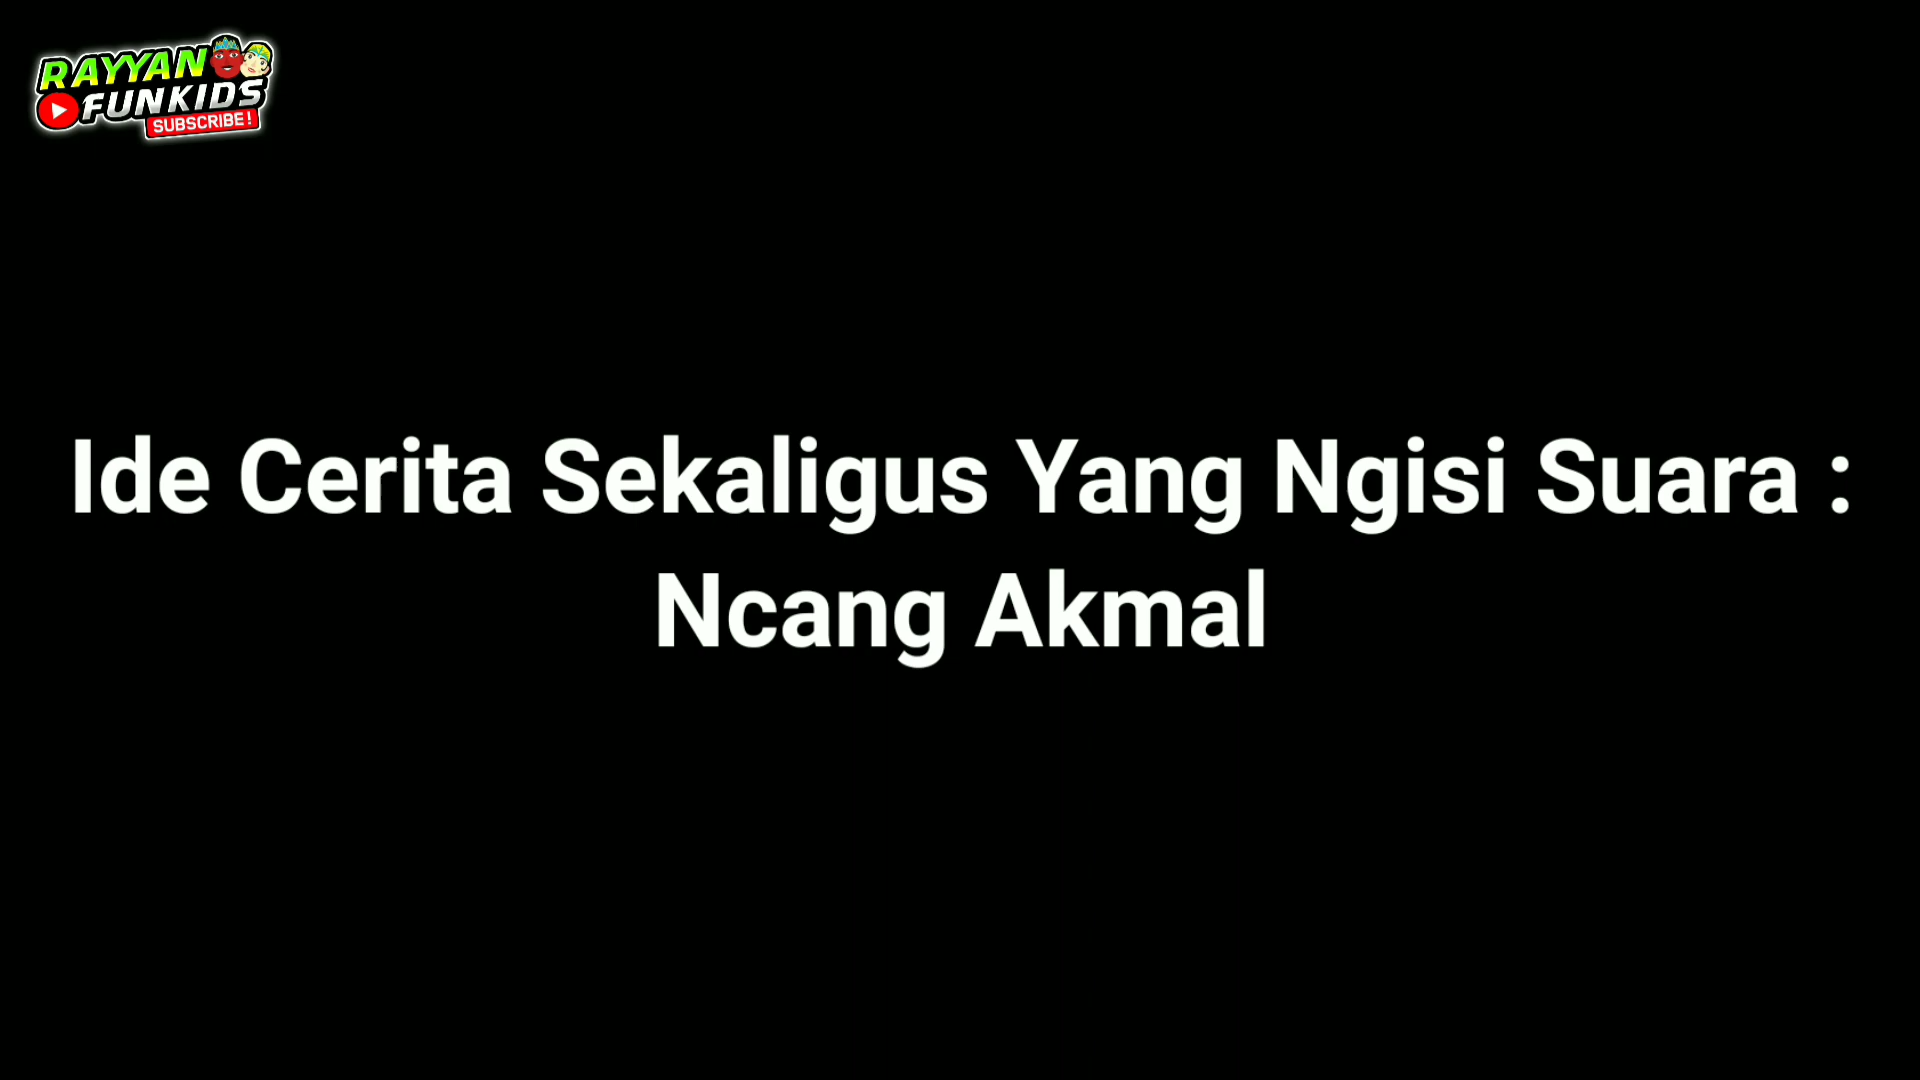 RAYYAN
FUNKIDS
SUBSCRIBE!
Ide Cerita Sekaligus Yang Ngisi Suara :
Ncang Akmal